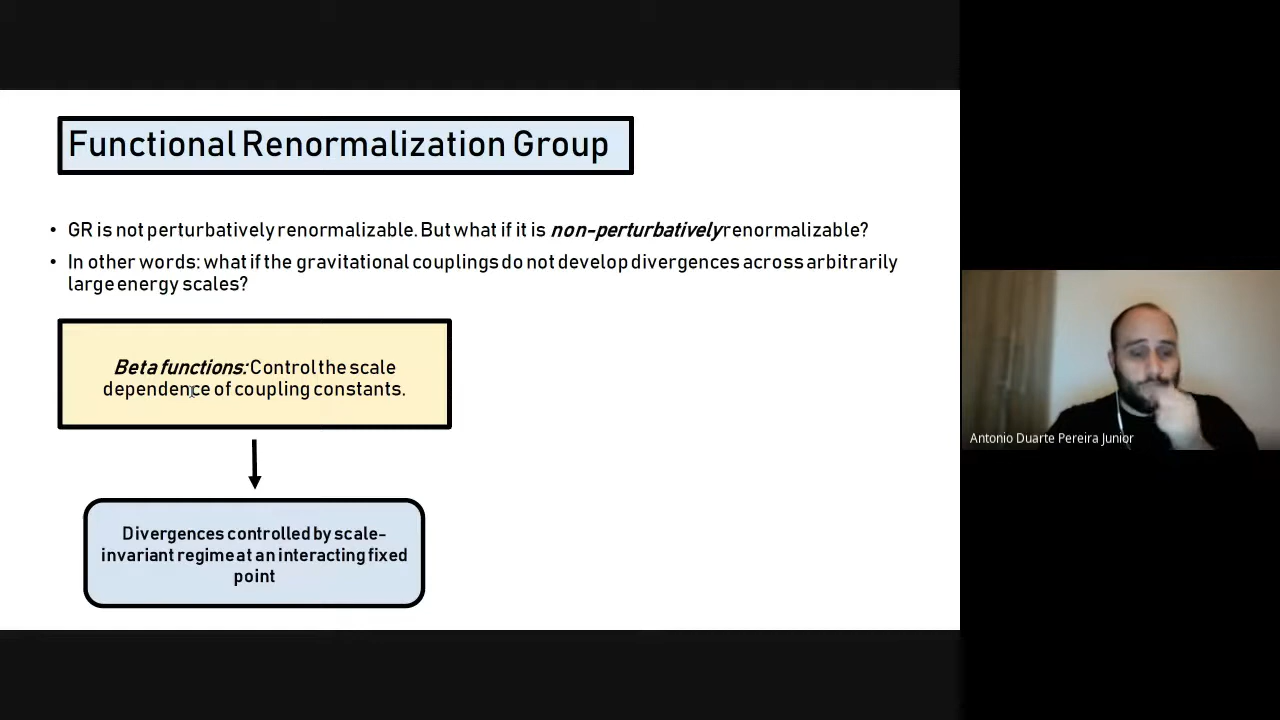 Functional Renormalization Group
• GR is not perturbatively renormalizable. But what if it is non-perturbatively renormalizable?
• In other words: what if the gravitational couplings do not develop divergences across arbitrarily
large energy scales?
Beta functions: Control the scale
dependence of coupling constants.
Divergences controlled by scale-
invariant regime at an interacting fixed
point
Antonio Duarte Pereira Junior